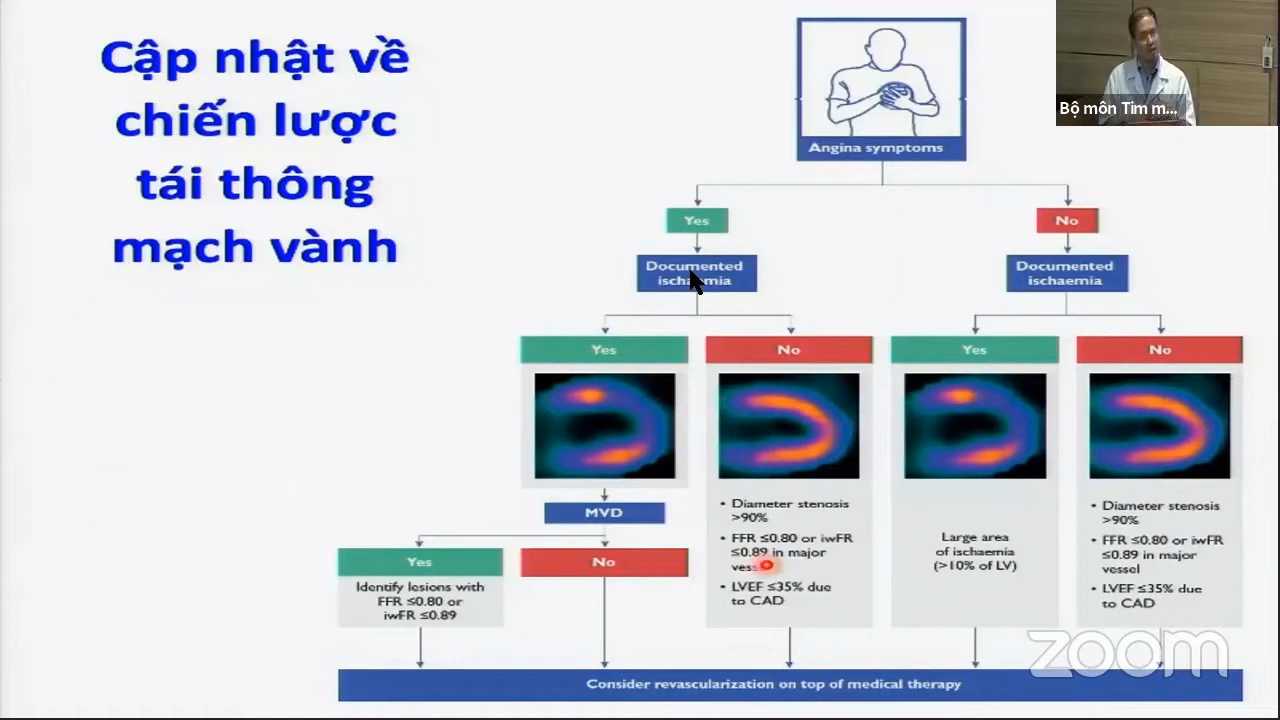 Cập nhật về
chiến lược
tái thông
mạch vành
Bộ môn Tim m...
Angina symptoms
Yes
No
Documented
ischaemia
Documented
ischaemia
Yes
No
Yes
No
MVD
Yes
No
Identify lesions with
FFR ≤0.80 or
iwFR ≤0.89
• Diameter stenosis
>90%
• FFR ≤0.80 or iwFR
≤0.89 in major
• LVEF ≤35% due
to CAD
Large area
of ischaemia
(>10% of LV)
• Diameter stenosis
>90%
• FFR ≤0.80 or iwFR
≤0.89 in major
vessel
• LVEF ≤35% due
to CAD
Consider revascularization on top of medical therapy
zoom